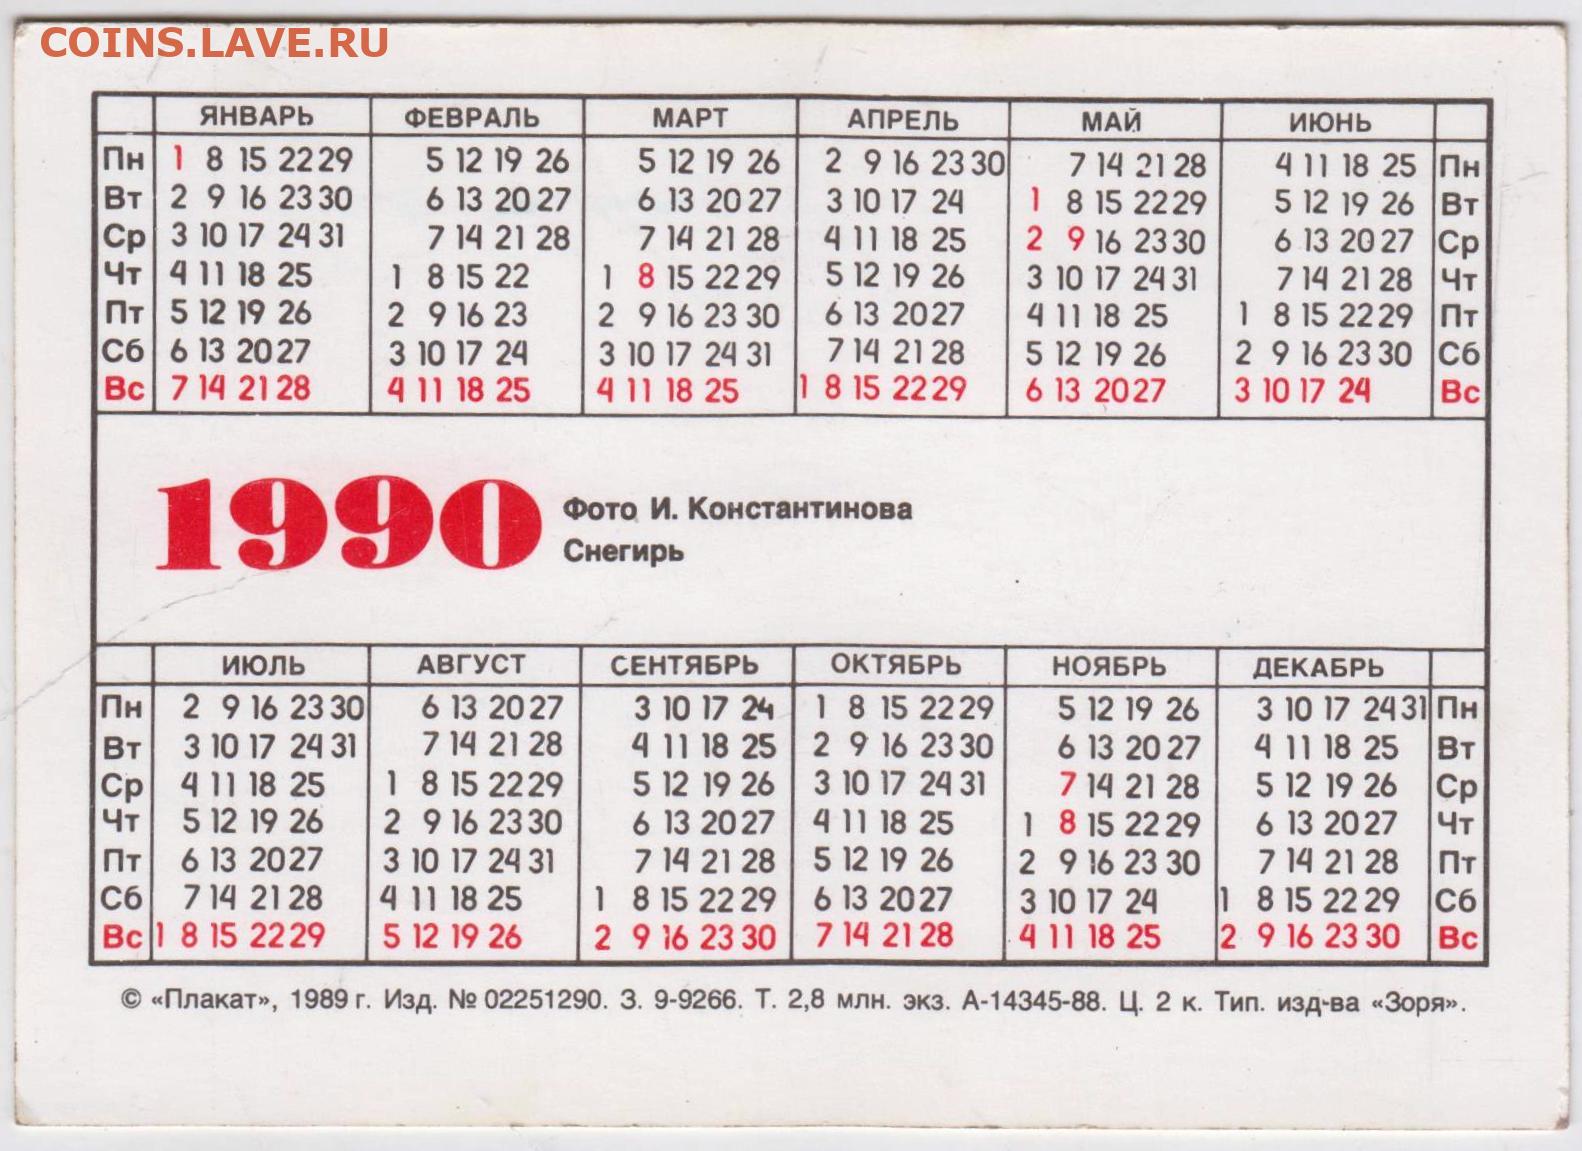 COINS.LAVE.RU
ЯНВАРЬ ФЕВРАЛЬ МАРТ АПРЕЛЬ МАЙ ИЮНЬ
Пн 1 8 15 22 29 5 12 19 26 5 12 19 26 2 9 16 23 30 7 14 21 28 4 11 18 25 Пн
Вт 2 9 16 23 30 6 13 20 27 6 13 20 27 3 10 17 24 1 8 15 22 29 5 12 19 26 Вт
Ср 3 10 17 24 31 7 14 21 28 7 14 21 28 4 11 18 25 2 9 16 23 30 6 13 20 27 Ср
Чт 4 11 18 25 1 8 15 22 1 8 15 22 29 5 12 19 26 3 10 17 24 31 7 14 21 28 Чт
Пт 5 12 19 26 2 9 16 23 2 9 16 23 30 6 13 20 27 4 11 18 25 1 8 15 22 29 Пт
Сб 6 13 20 27 3 10 17 24 3 10 17 24 31 7 14 21 28 5 12 19 26 2 9 16 23 30 Сб
Вс 7 14 21 28 4 11 18 25 4 11 18 25 1 8 15 22 29 6 13 20 27 3 10 17 24 Вс
1990
Фото И. Константинова
Снегирь
ИЮЛЬ АВГУСТ СЕНТЯБРЬ ОКТЯБРЬ НОЯБРЬ ДЕКАБРЬ
Пн 2 9 16 23 30 6 13 20 27 3 10 17 24 1 8 15 22 29 5 12 19 26 3 10 17 24 31 Пн
Вт 3 10 17 24 31 7 14 21 28 4 11 18 25 2 9 16 23 30 6 13 20 27 4 11 18 25 Вт
Ср 4 11 18 25 1 8 15 22 29 5 12 19 26 3 10 17 24 31 7 14 21 28 5 12 19 26 Ср
Чт 5 12 19 26 2 9 16 23 30 6 13 20 27 4 11 18 25 1 8 15 22 29 6 13 20 27 Чт
Пт 6 13 20 27 3 10 17 24 31 7 14 21 28 5 12 19 26 2 9 16 23 30 7 14 21 28 Пт
Сб 7 14 21 28 4 11 18 25 1 8 15 22 29 6 13 20 27 3 10 17 24 1 8 15 22 29 Сб
Вс 1 8 15 22 29 5 12 19 26 2 9 16 23 30 7 14 21 28 4 11 18 25 2 9 16 23 30 Вс
© «Плакат», 1989 г. Изд. № 02251290. З. 9-9266. Т. 2,8 млн. экз. А-14345-88. Ц. 2 к. Тип. изд-ва «Зоря».